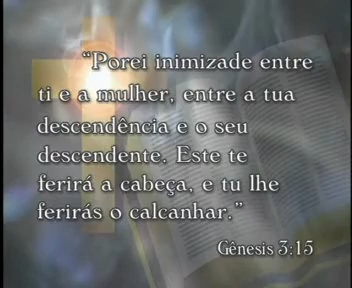 “Porei inimizade entre
ti e a mulher, entre a tua
descendência e o seu
descendente. Este te
ferirá a cabeça, e tu lhe
ferirás o calcanhar.”
Gênesis 3:15